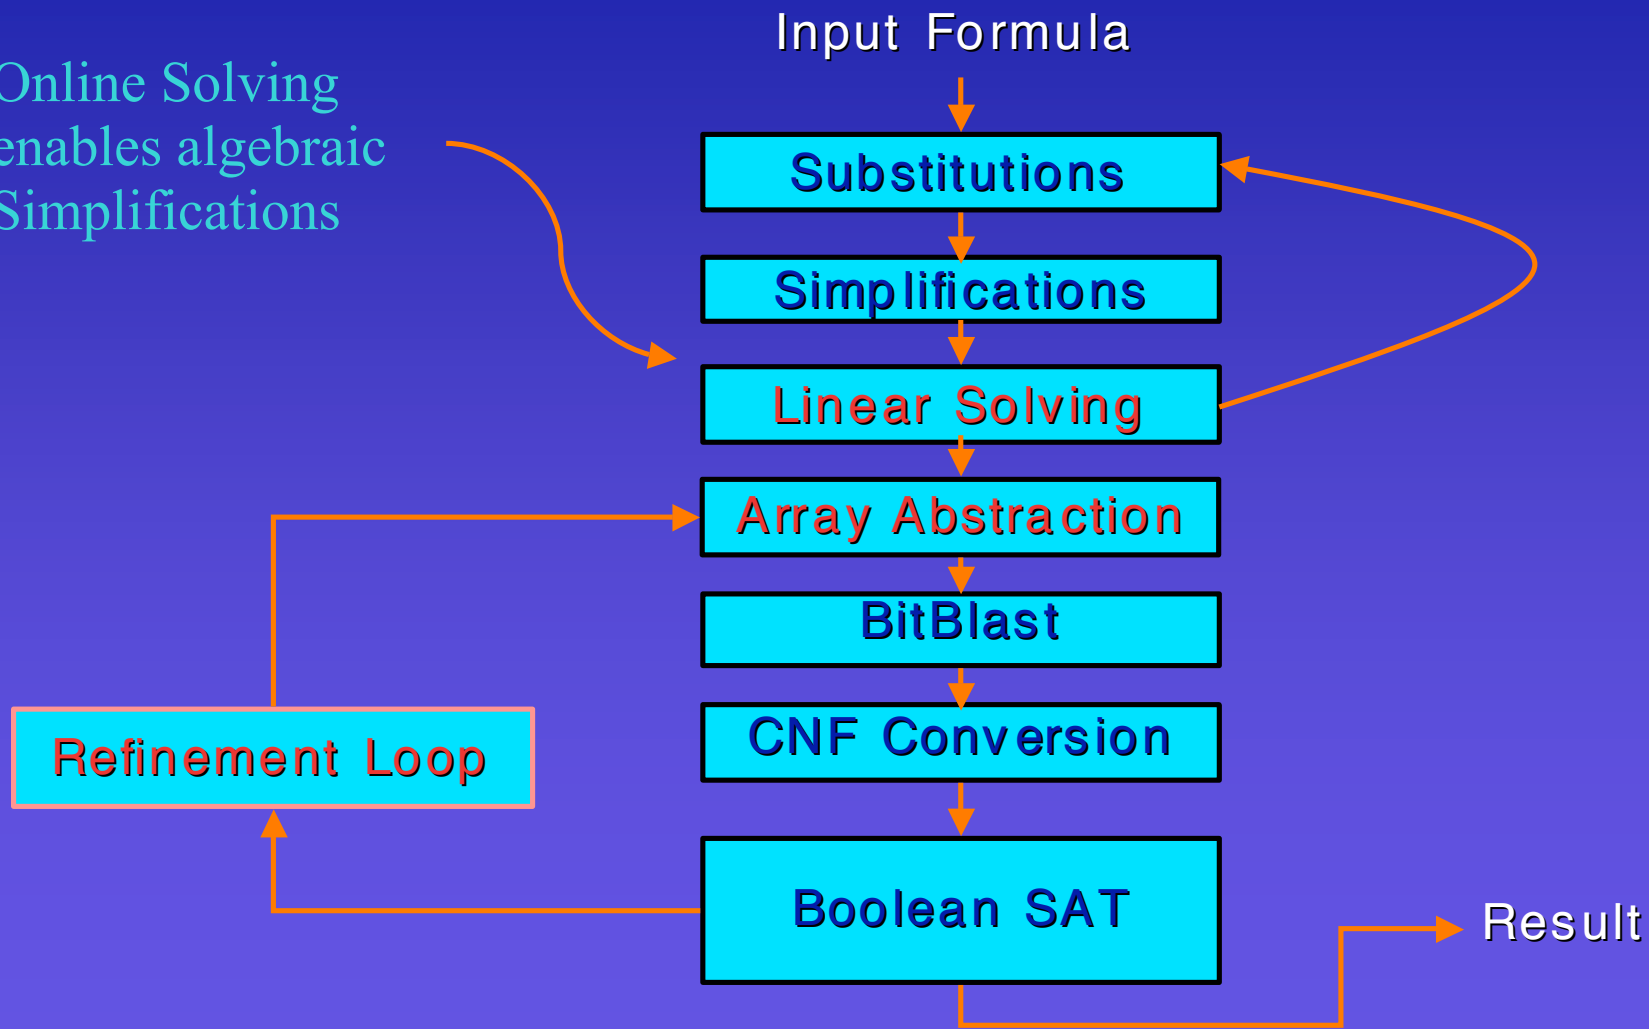 Input Formula
Online Solving
enables algebraic
Simplifications
Substitutions
Simplifications
Linear Solving
Array Abstraction
BitBlast
CNF Conversion
Refinement Loop
Boolean SAT
Result